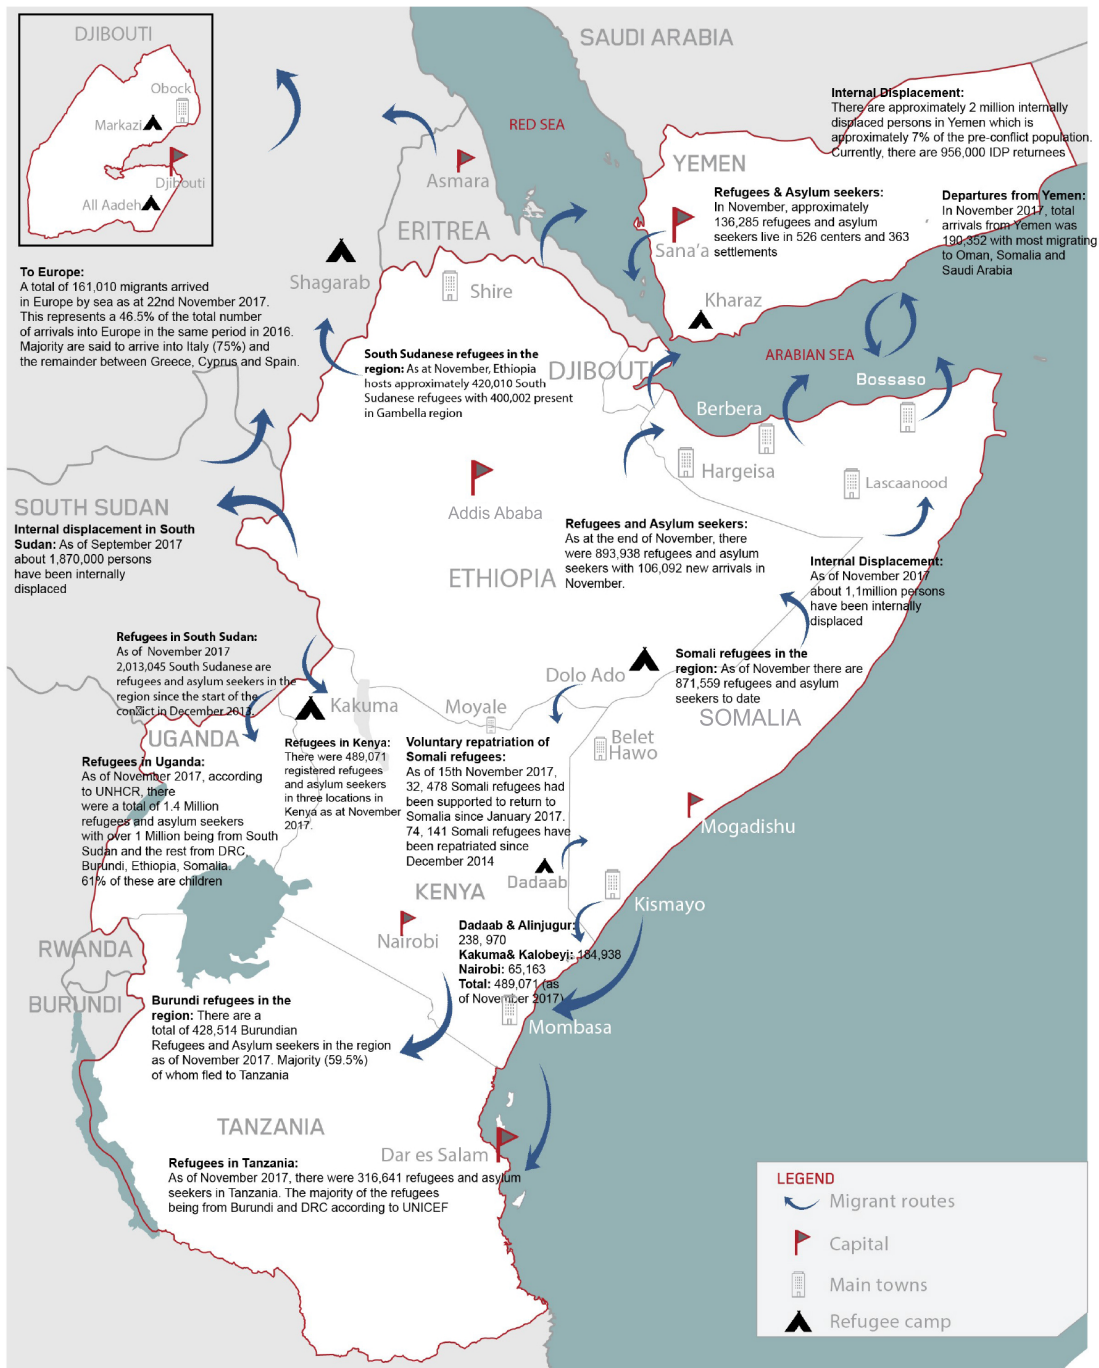 DJIBOUTI
Obock
Markazi
Djibouti
All Aadeh
SAUDI ARABIA
RED SEA
Internal Displacement:
There are approximately 2 million internally
displaced persons in Yemen which is
approximately 7% of the pre-conflict population.
Currently, there are 956,000 IDP returnees
YEMEN
Asmara
ERITREA
Refugees & Asylum seekers:
In November, approximately
136,285 refugees and asylum
seekers live in 526 centers and 363
settlements
Departures from Yemen:
In November 2017, total
arrivals from Yemen was
190,352 with most migrating
to Oman, Somalia and
Saudi Arabia
Sana'a
Shagarab
Shire
Kharaz
To Europe:
A total of 161,010 migrants arrived
in Europe by sea as at 22nd November 2017.
This represents a 46.5% of the total number
of arrivals into Europe in the same period in 2016.
Majority are said to arrive into Italy (75%) and
the remainder between Greece, Cyprus and Spain.
South Sudanese refugees in the
region: As at November, Ethiopia
hosts approximately 420,010 South
Sudanese refugees with 400,002 present
in Gambella region
DJIBOUTI
ARABIAN SEA
Bossaso
Berbera
Hargeisa
Lascaanood
Addis Ababa
ETHIOPIA
SOUTH SUDAN
Internal displacement in South
Sudan: As of September 2017
about 1,870,000 persons
have been internally
displaced
Refugees and Asylum seekers:
As at the end of November, there
were 893,938 refugees and asylum
seekers with 106,092 new arrivals in
November.
Internal Displacement:
As of November 2017
about 1,1million persons
have been internally
displaced
Refugees in South Sudan:
As of November 2017
2,013,045 South Sudanese are
refugees and asylum seekers in the
region since the start of the
conflict in December 2013.
Somali refugees in the
region: As of November there are
871,559 refugees and asylum
seekers to date
Dolo Ado
SOMALIA
Kakuma
Moyale
Belet
Hawo
UGANDA
Refugees in Uganda:
As of November 2017, according
to UNHCR, there
were a total of 1.4 Million
refugees and asylum seekers
with over 1 Million being from South
Sudan and the rest from DRC,
Burundi, Ethiopia, Somalia.
61% of these are children
Refugees in Kenya:
There were 489,071
registered refugees
and asylum seekers
in three locations in
Kenya as at November
2017.
Voluntary repatriation of
Somali refugees:
As of 15th November 2017,
32, 478 Somali refugees had
been supported to return to
Somalia since January 2017.
74, 141 Somali refugees have
been repatriated since
December 2014
Mogadishu
Dadaab
KENYA
Kismayo
Nairobi
Dadaab & Alinjugur:
238, 970
Kakuma& Kalobeyi: 184,938
Nairobi: 65,163
Total: 489,071 (as
of November 2017)
Mombasa
RWANDA
BURUNDI
Burundi refugees in the
region: There are a
total of 428,514 Burundian
Refugees and Asylum seekers in the region
as of November 2017. Majority (59.5%)
of whom fled to Tanzania
TANZANIA
Dar es Salam
Refugees in Tanzania:
As of November 2017, there were 316,641 refugees and asylum
seekers in Tanzania. The majority of the refugees
being from Burundi and DRC according to UNICEF
LEGEND
Migrant routes
Capital
Main towns
Refugee camp